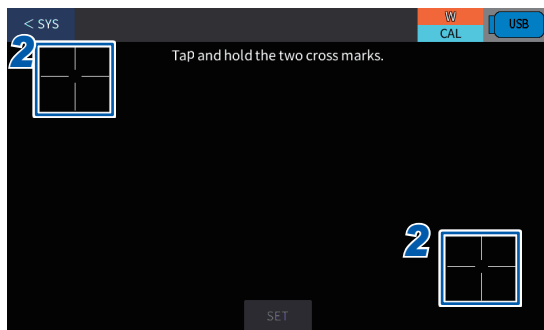 < SYS
W
CAL
USB
2
Tap and hold the two cross marks.
2
SET